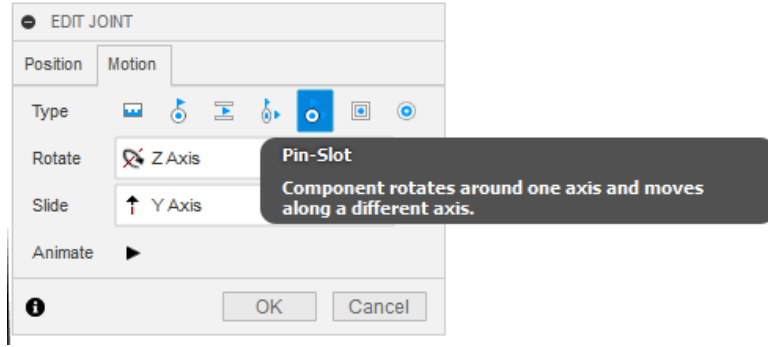 EDIT JOINT
Position Motion
Type
Rotate Z Axis
Pin-Slot
Component rotates around one axis and moves
along a different axis.
Slide Y Axis
Animate
OK Cancel